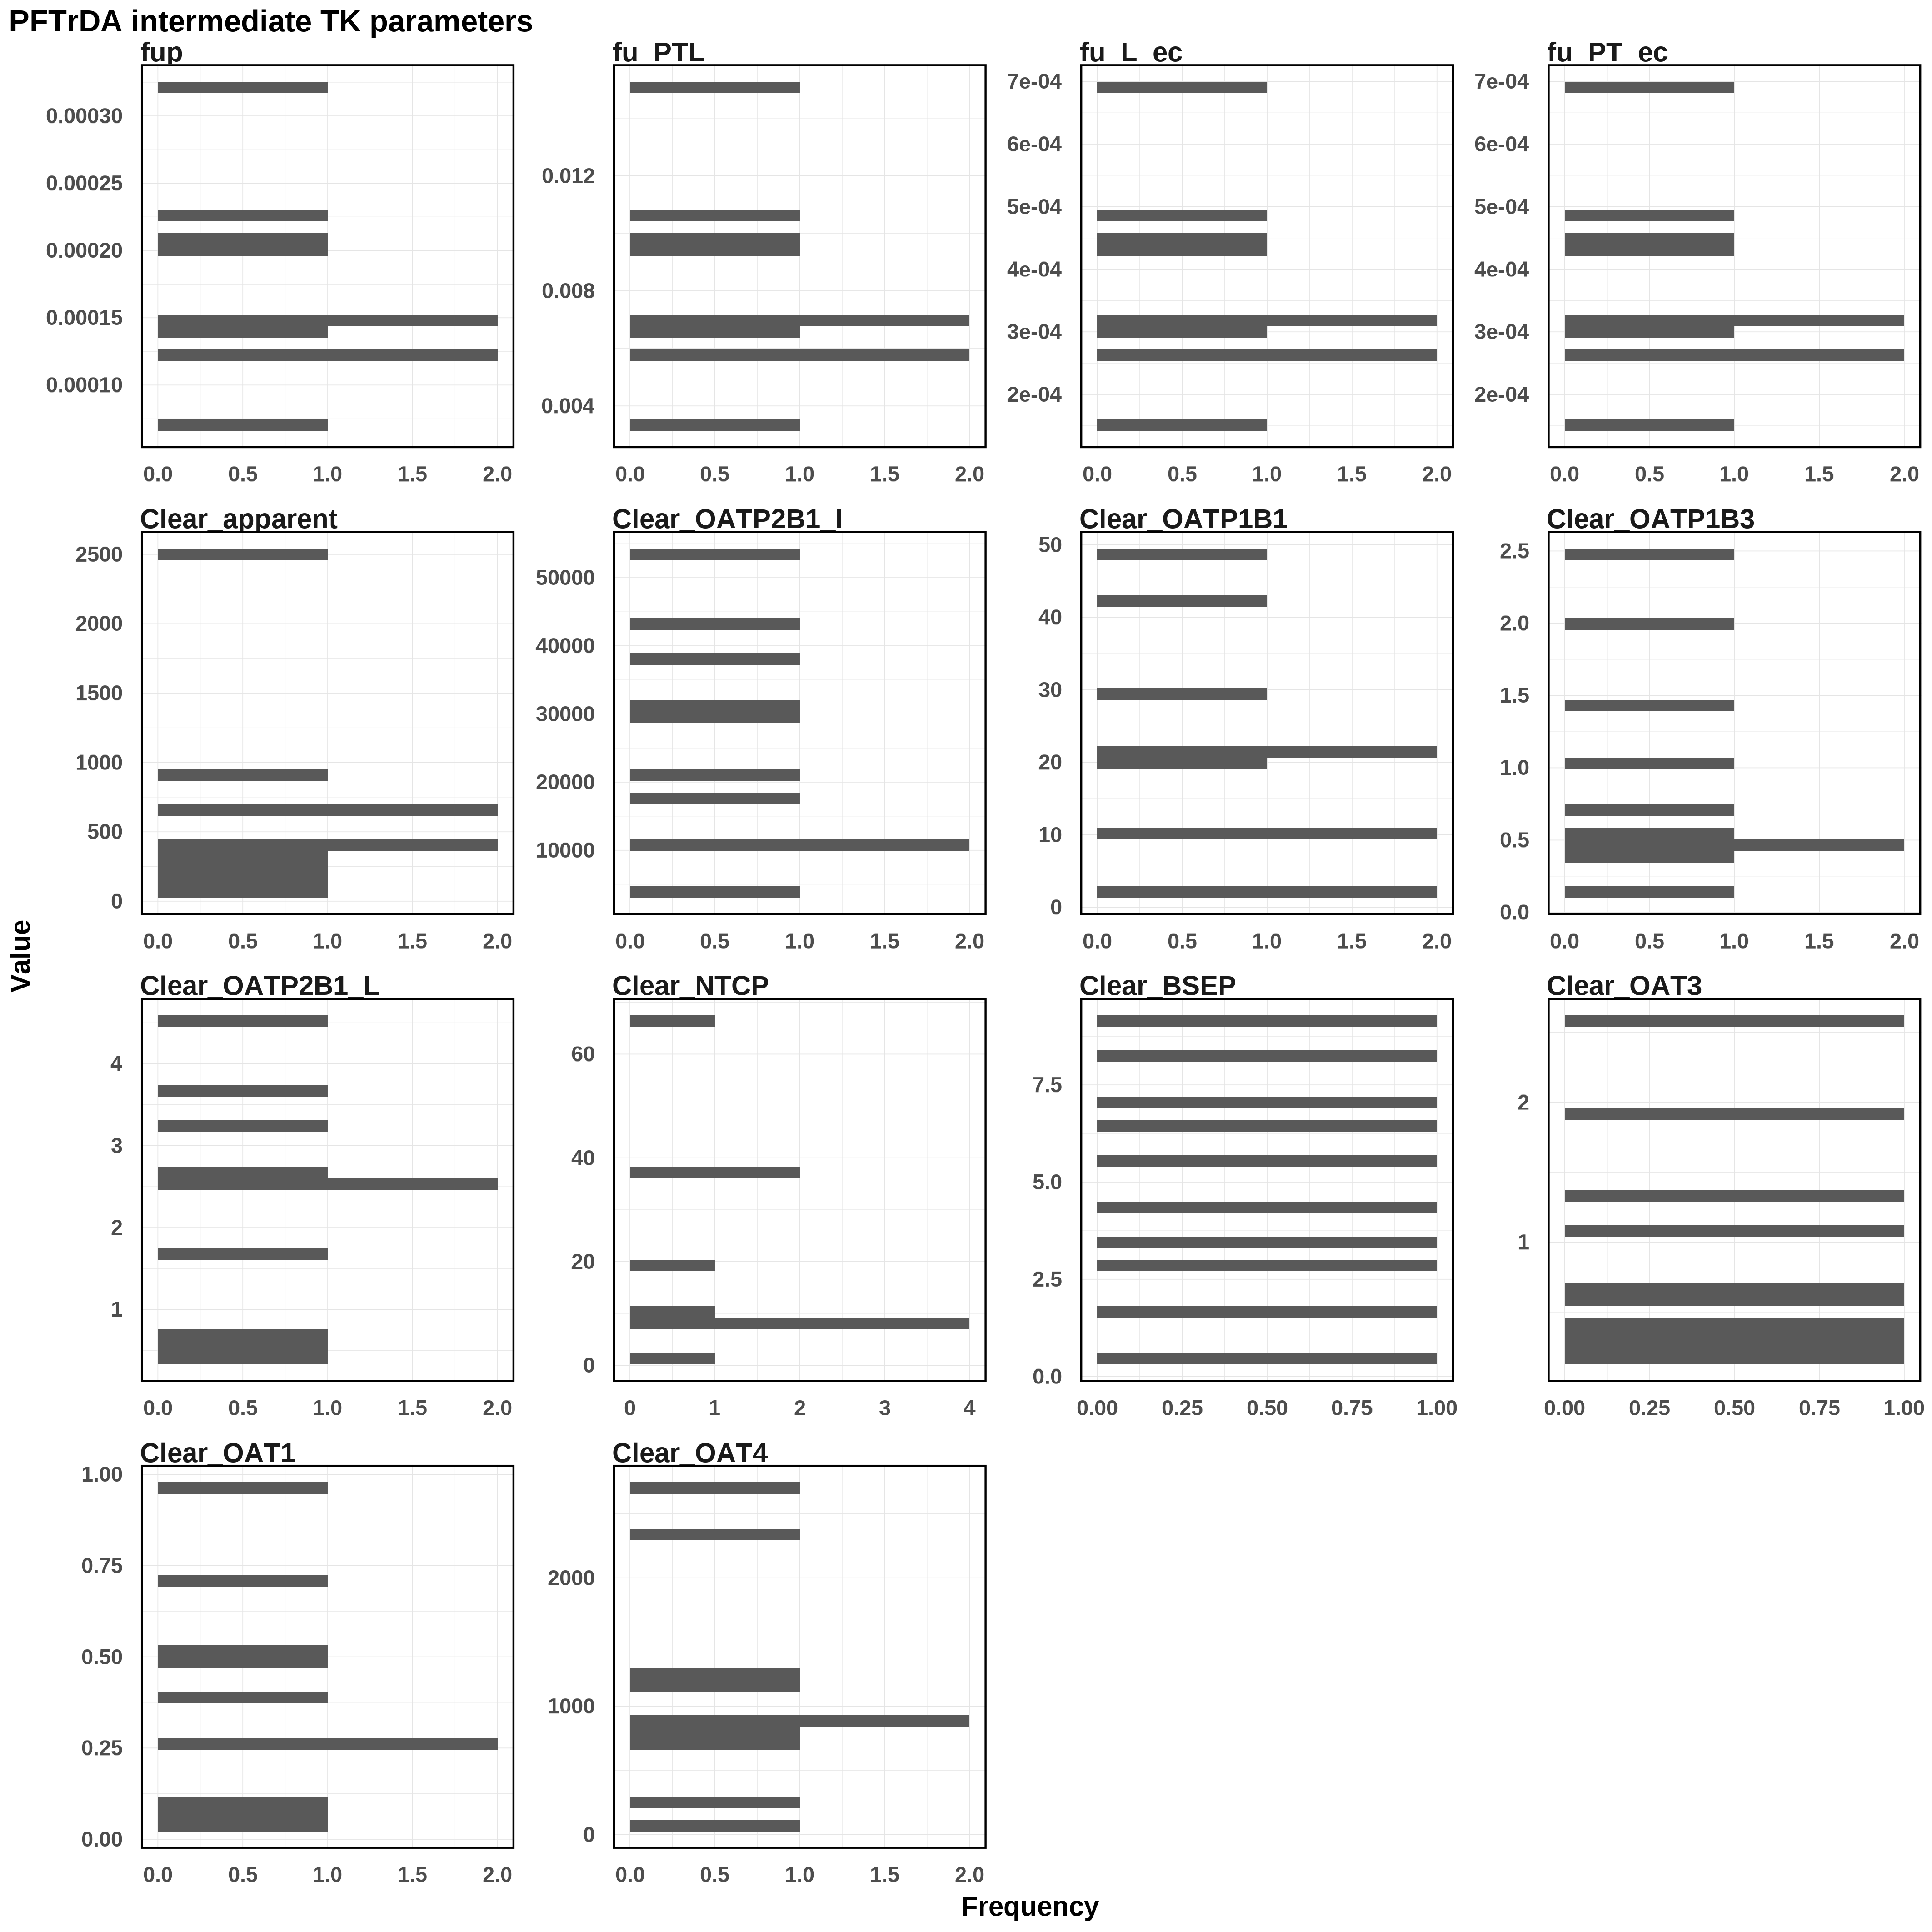 PFTrDA intermediate TK parameters
fup
fu_PTL
fu_L_ec
fu_PT_ec
0.00030
0.00025
0.00020
0.00015
0.00010
0.0 0.5 1.0 1.5 2.0
0.012
0.008
0.004
0.0 0.5 1.0 1.5 2.0
7e-04
6e-04
5e-04
4e-04
3e-04
2e-04
0.0 0.5 1.0 1.5 2.0
7e-04
6e-04
5e-04
4e-04
3e-04
2e-04
0.0 0.5 1.0 1.5 2.0
Clear_apparent
Clear_OATP2B1_I
Clear_OATP1B1
Clear_OATP1B3
2500
2000
1500
1000
500
0
0.0 0.5 1.0 1.5 2.0
50000
40000
30000
20000
10000
0.0 0.5 1.0 1.5 2.0
50
40
30
20
10
0
0.0 0.5 1.0 1.5 2.0
2.5
2.0
1.5
1.0
0.5
0.0
0.0 0.5 1.0 1.5 2.0
Value
Clear_OATP2B1_L
Clear_NTCP
Clear_BSEP
Clear_OAT3
4
3
2
1
0.0 0.5 1.0 1.5 2.0
60
40
20
0
0 1 2 3 4
7.5
5.0
2.5
0.0
0.00 0.25 0.50 0.75 1.00
2
1
0.00 0.25 0.50 0.75 1.00
Clear_OAT1
Clear_OAT4
1.00
0.75
0.50
0.25
0.00
0.0 0.5 1.0 1.5 2.0
2000
1000
0
0.0 0.5 1.0 1.5 2.0
Frequency